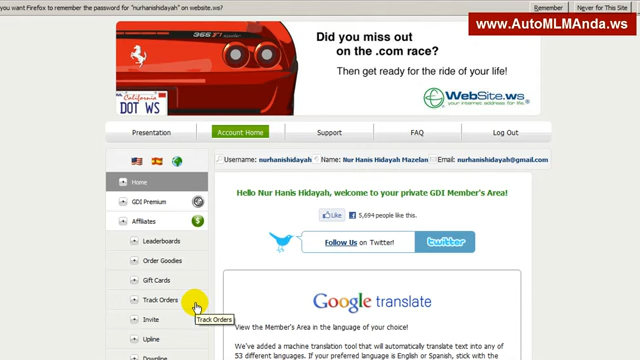 you want Firefox to remember the password for "nurhanishidayah" on website.ws?
Remember
Never for This Site
www.AutoMLMAnda.ws
Did you miss out
on the .com race?
Then get ready for the ride of your life!
California
DOT WS
WebSite.ws
your internet address for life
Presentation
Account Home
Support
FAQ
Log Out
Username: nurhanishidayah
Name: Nur Hanis Hidayah Mazelan
Email: nurhanishidayah@gmail.com
Home
GDI Premium
Affiliates
Leaderboards
Order Goodies
Gift Cards
Track Orders
Invite
Upline
Downline
Track Orders
Hello Nur Hanis Hidayah, welcome to your private GDI Member's Area!
Like
5,694 people like this.
Follow Us on Twitter!
twitter
Google translate
View the Member's Area in the language of your choice!
We've added a machine translation tool that will automatically translate text into any of
53 different languages. If your preferred language is English or Spanish, stick with the